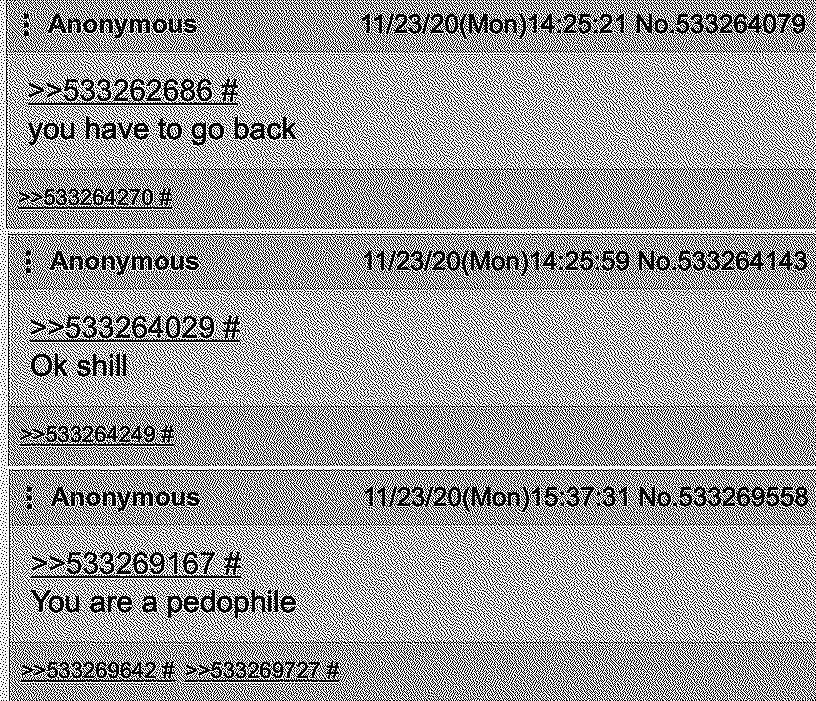 Anonymous 11/23/20(Mon)14:25:21 No.533264079
>>533262686 #
you have to go back
>>533264270 #
Anonymous 11/23/20(Mon)14:25:59 No.533264143
>>533264029 #
Ok shill
>>533264249 #
Anonymous 11/23/20(Mon)15:37:31 No.533269558
>>533269167 #
You are a pedophile
>>533269642 # >>533269727 #